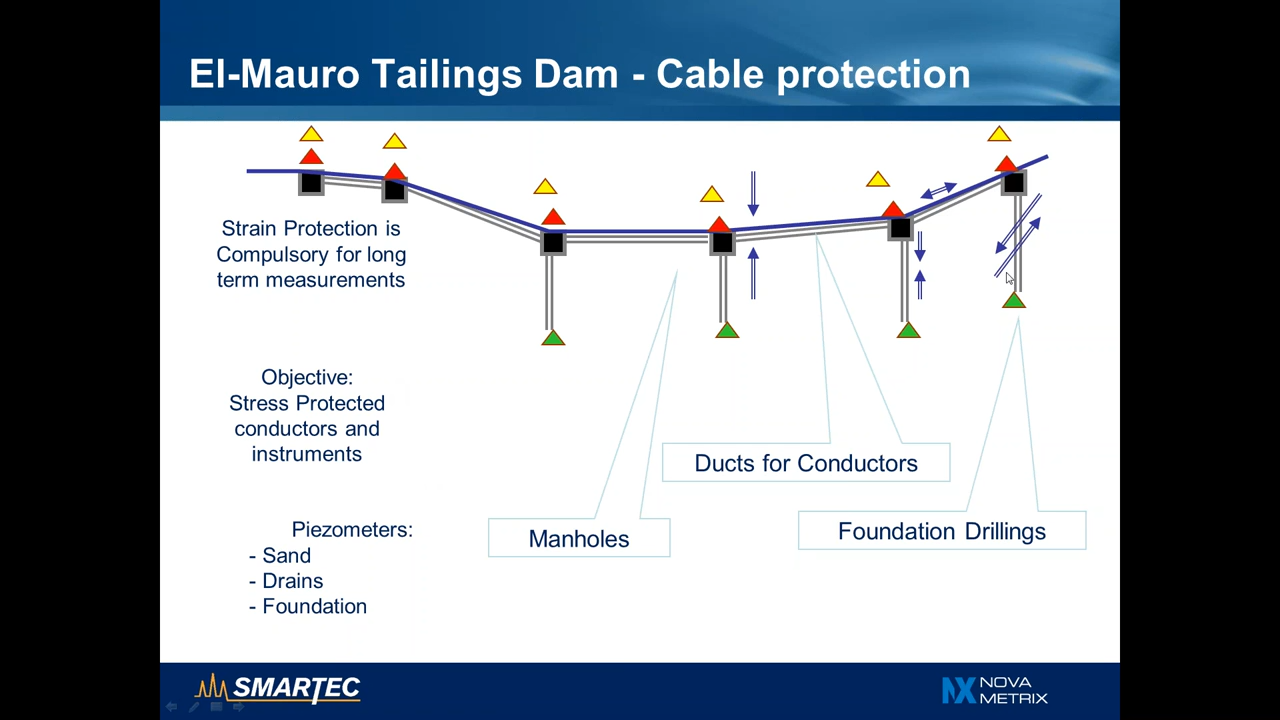 El-Mauro Tailings Dam - Cable protection
Strain Protection is
Compulsory for long
term measurements
Objective:
Stress Protected
conductors and
instruments
Ducts for Conductors
Manholes
Foundation Drillings
Piezometers:
- Sand
- Drains
- Foundation
SMARTEC
NOVA
METRIX